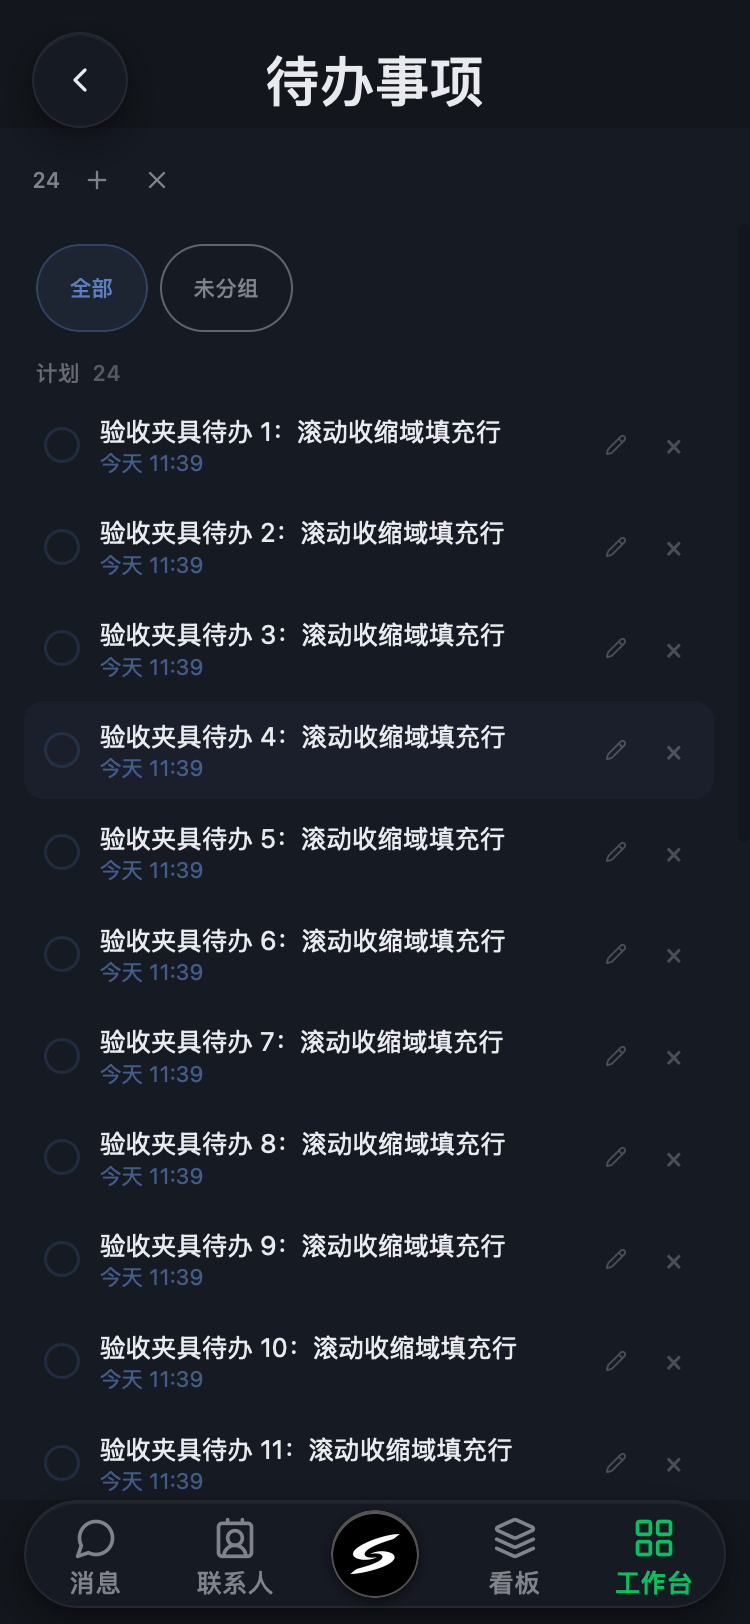 待办事项
24
全部 未分组
计划 24
验收夹具待办 1：滚动收缩域填充行
今天 11:39
验收夹具待办 2：滚动收缩域填充行
今天 11:39
验收夹具待办 3：滚动收缩域填充行
今天 11:39
验收夹具待办 4：滚动收缩域填充行
今天 11:39
验收夹具待办 5：滚动收缩域填充行
今天 11:39
验收夹具待办 6：滚动收缩域填充行
今天 11:39
验收夹具待办 7：滚动收缩域填充行
今天 11:39
验收夹具待办 8：滚动收缩域填充行
今天 11:39
验收夹具待办 9：滚动收缩域填充行
今天 11:39
验收夹具待办 10：滚动收缩域填充行
今天 11:39
验收夹具待办 11：滚动收缩域填充行
今天 11:39
消息 联系人 看板 工作台